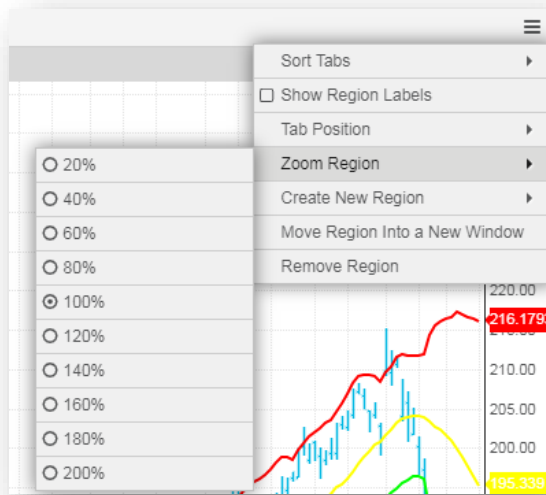 Sort Tabs
Show Region Labels
Tab Position
Zoom Region
Create New Region
Move Region Into a New Window
Remove Region
20%
40%
60%
80%
100%
120%
140%
160%
180%
200%
220.00
216.1793
210.00
205.00
200.00
195.339